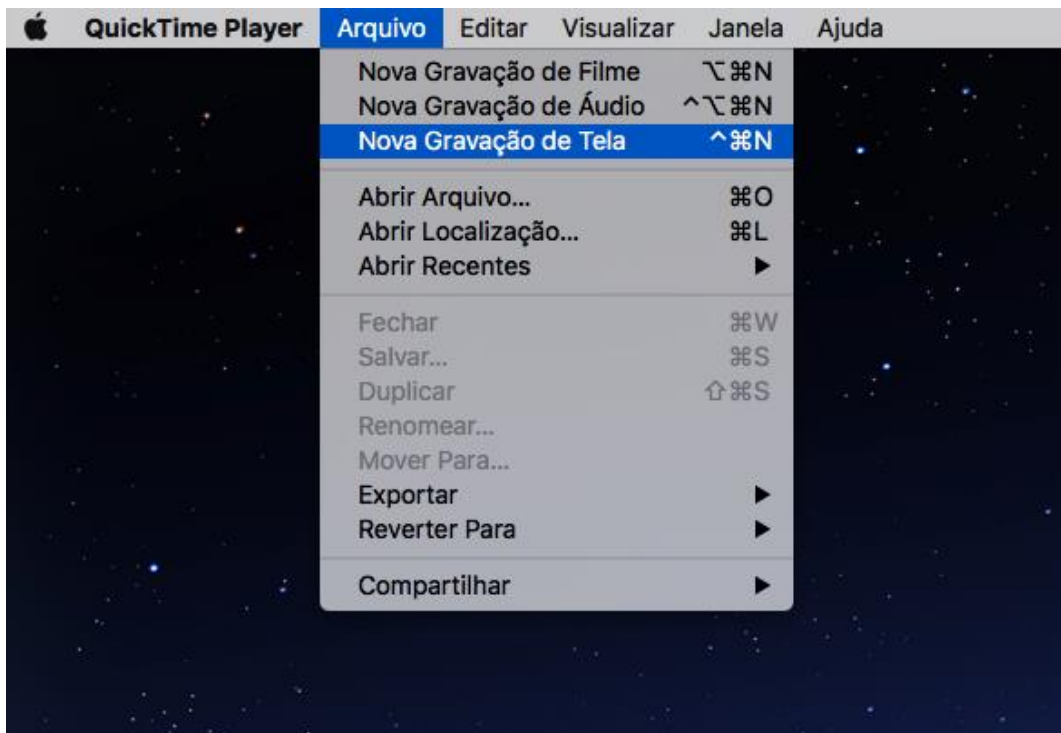 QuickTime Player Arquivo Editar Visualizar Janela Ajuda
Nova Gravação de Filme ⌥⌘N
Nova Gravação de Áudio ^⌥⌘N
Nova Gravação de Tela ^⌘N
Abrir Arquivo... ⌘O
Abrir Localização... ⌘L
Abrir Recentes ▶
Fechar ⌘W
Salvar... ⌘S
Duplicar ⇧⌘S
Renomear...
Mover Para...
Exportar ▶
Reverter Para ▶
Compartilhar ▶